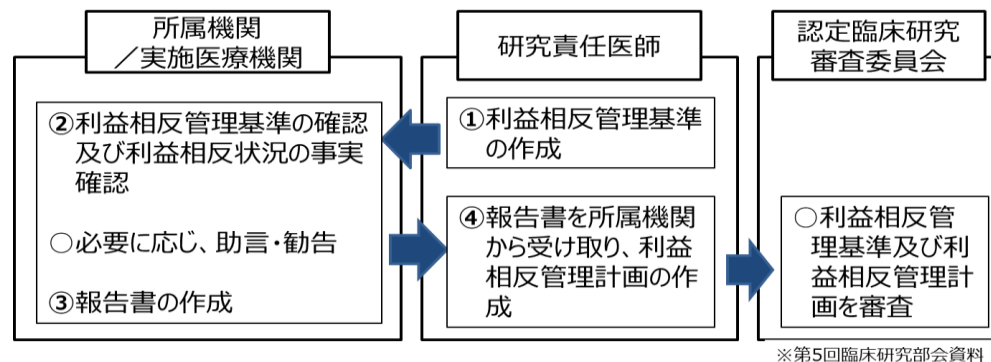 所属機関
／実施医療機関
②利益相反管理基準の確認
及び利益相反状況の事実
確認
○必要に応じ、助言・勧告
③報告書の作成
研究責任医師
①利益相反管理基準
の作成
④報告書を所属機関
から受け取り、利益
相反管理計画の作
成
認定臨床研究
審査委員会
○利益相反管
理基準及び利
益相反管理計
画を審査
※第5回臨床研究部会資料